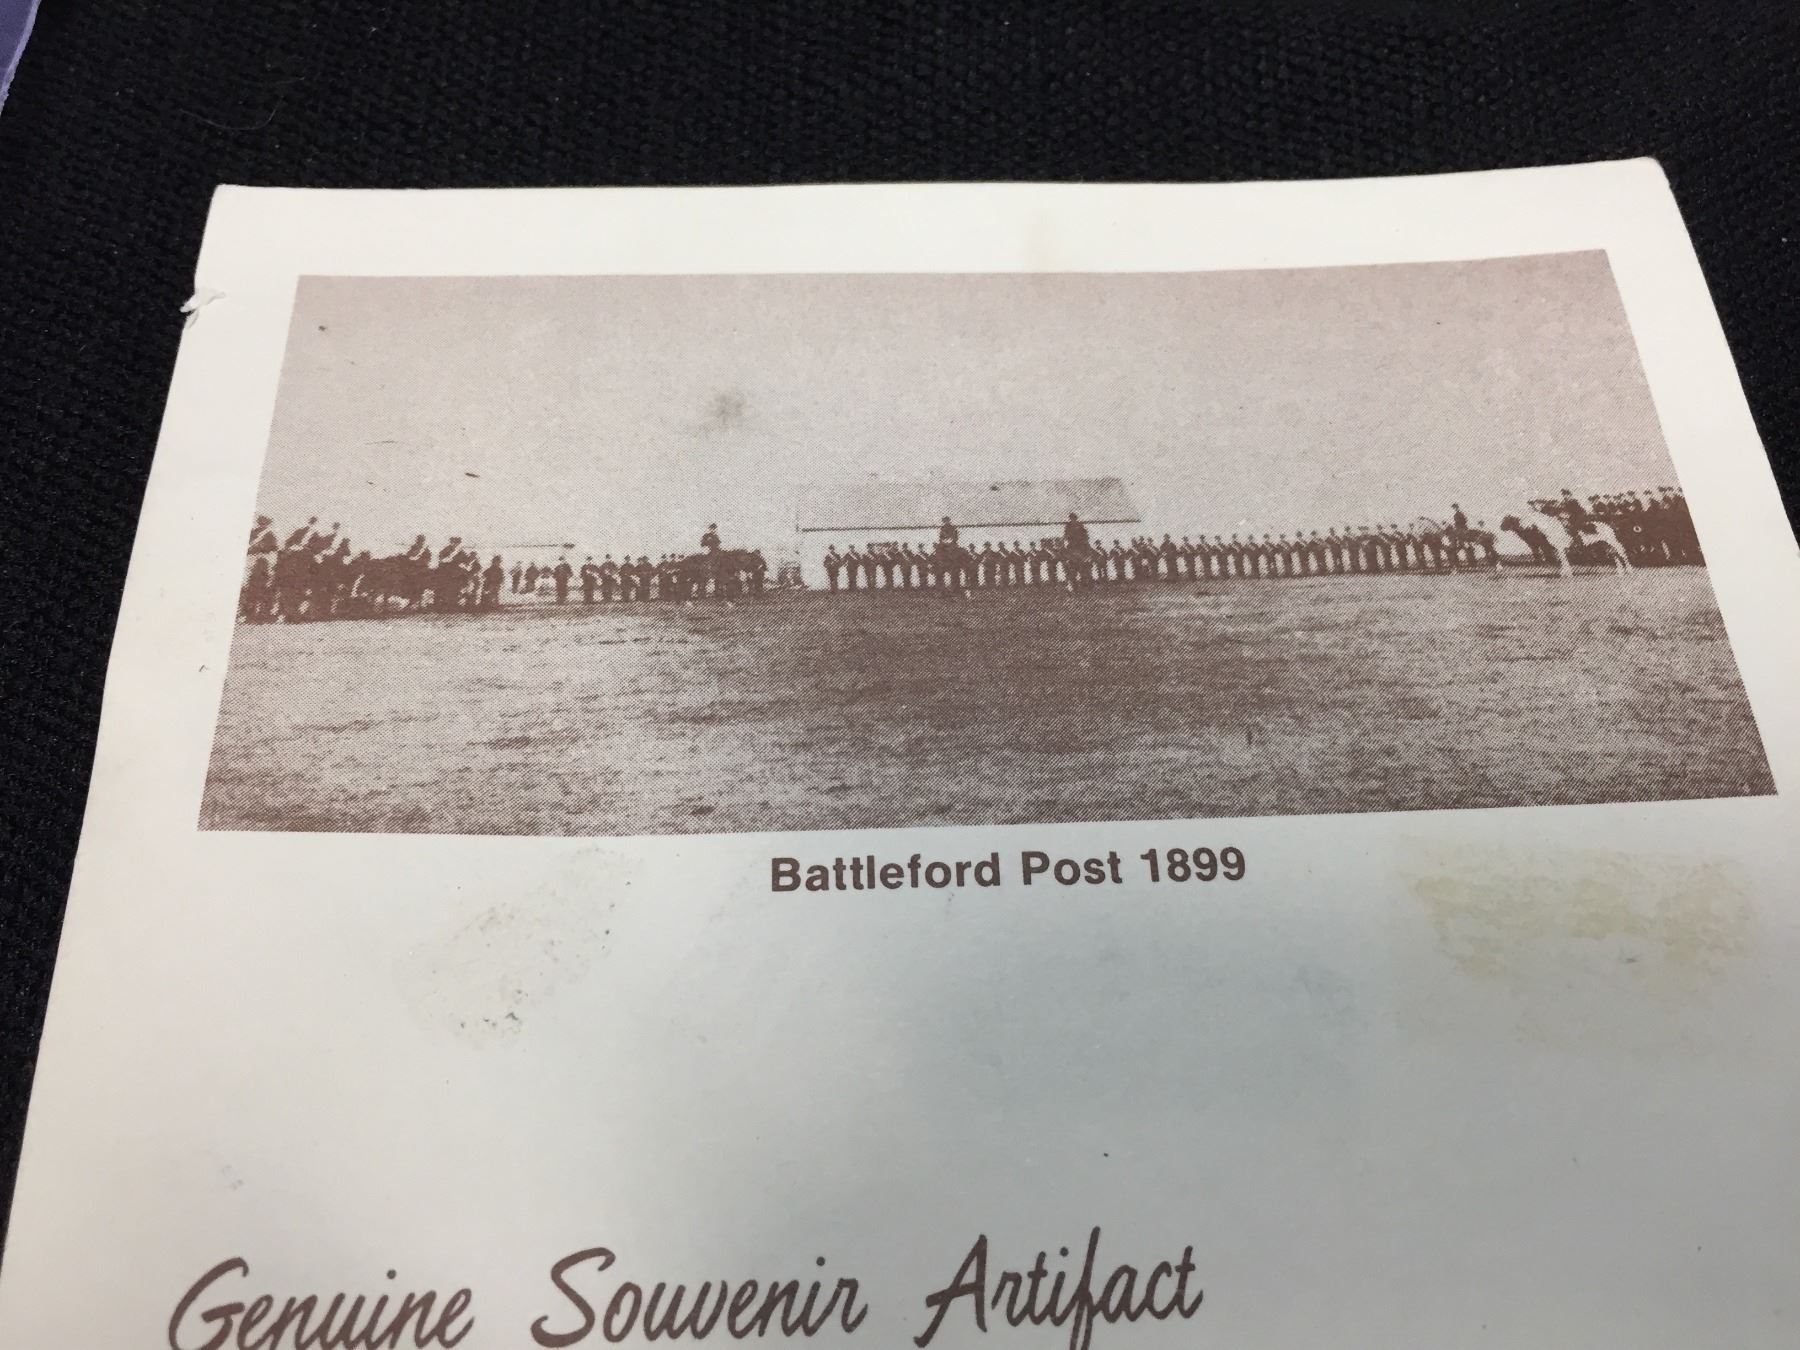 Battleford Post 1899
Genuine Souvenir Artifact